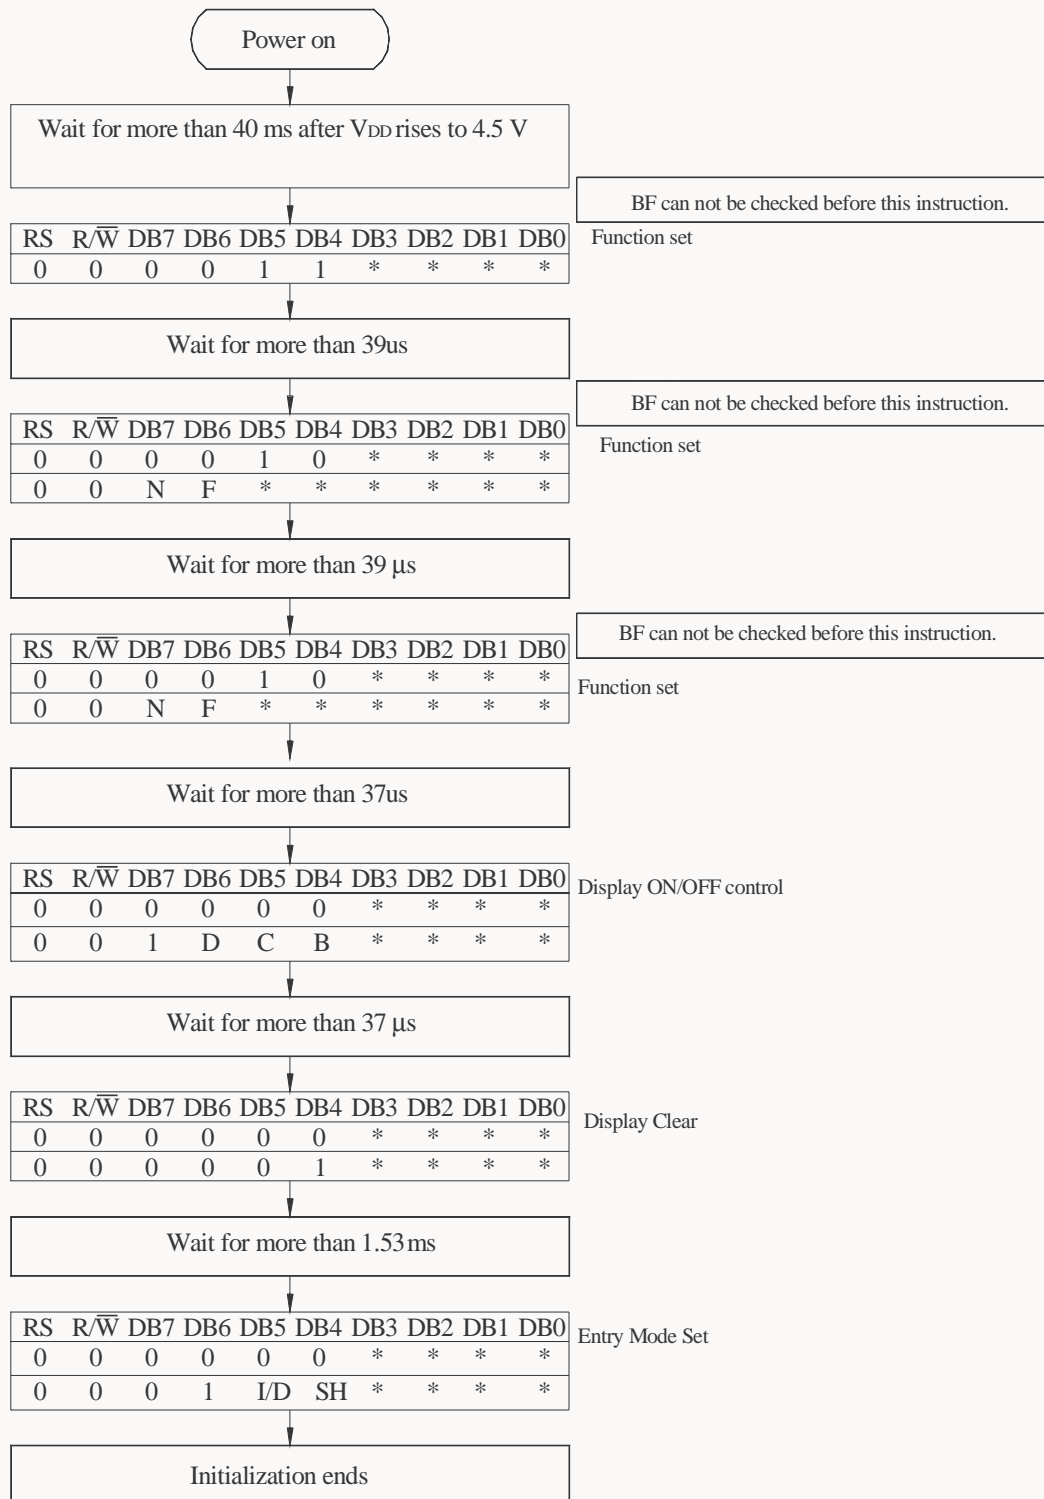 Power on
Wait for more than 40 ms after VDD rises to 4.5 V
BF can not be checked before this instruction.
RS R/W̅ DB7 DB6 DB5 DB4 DB3 DB2 DB1 DB0
Function set
0 0 0 0 1 1 * * * *
Wait for more than 39us
BF can not be checked before this instruction.
RS R/W̅ DB7 DB6 DB5 DB4 DB3 DB2 DB1 DB0
Function set
0 0 0 0 1 0 * * * *
0 0 N F * * * * * *
Wait for more than 39 µs
BF can not be checked before this instruction.
RS R/W̅ DB7 DB6 DB5 DB4 DB3 DB2 DB1 DB0
0 0 0 0 1 0 * * * *
Function set
0 0 N F * * * * * *
Wait for more than 37us
RS R/W̅ DB7 DB6 DB5 DB4 DB3 DB2 DB1 DB0
Display ON/OFF control
0 0 0 0 0 0 * * * *
0 0 1 D C B * * * *
Wait for more than 37 µs
RS R/W̅ DB7 DB6 DB5 DB4 DB3 DB2 DB1 DB0
Display Clear
0 0 0 0 0 0 * * * *
0 0 0 0 0 1 * * * *
Wait for more than 1.53ms
RS R/W̅ DB7 DB6 DB5 DB4 DB3 DB2 DB1 DB0
Entry Mode Set
0 0 0 0 0 0 * * * *
0 0 0 1 I/D SH * * * *
Initialization ends